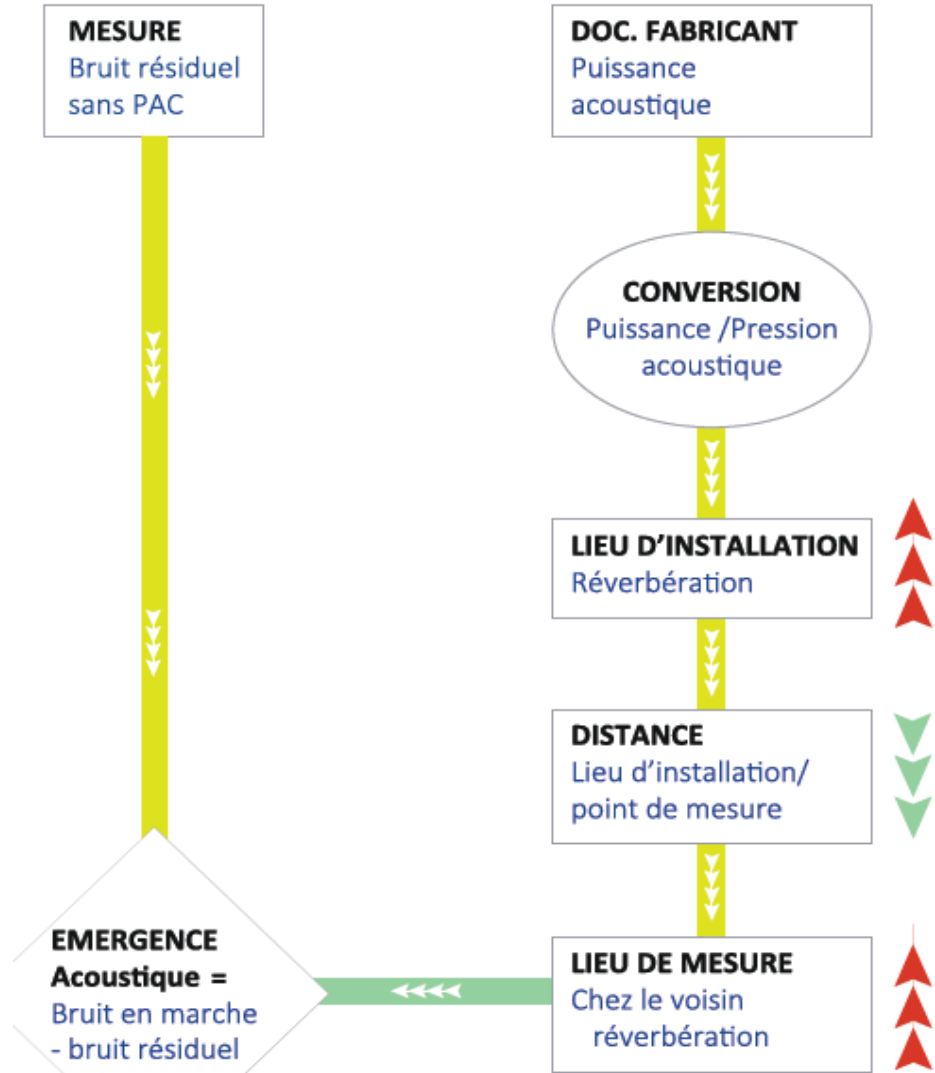 MESURE
Bruit résiduel
sans PAC
DOC. FABRICANT
Puissance
acoustique
CONVERSION
Puissance /Pression
acoustique
LIEU D'INSTALLATION
Réverbération
DISTANCE
Lieu d'installation/
point de mesure
EMERGENCE
Acoustique =
Bruit en marche
- bruit résiduel
LIEU DE MESURE
Chez le voisin
réverbération